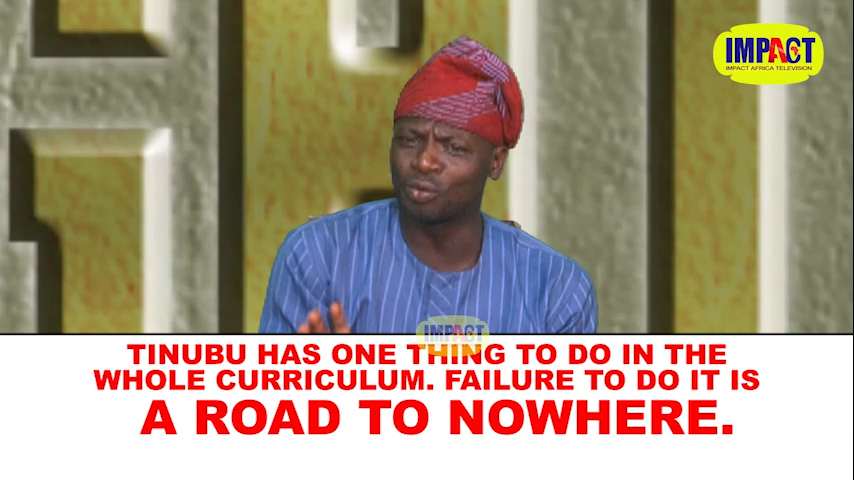 IMPACT
IMPACT AFRICA TELEVISION
IMPACT
TINUBU HAS ONE THING TO DO IN THE
WHOLE CURRICULUM. FAILURE TO DO IT IS
A ROAD TO NOWHERE.